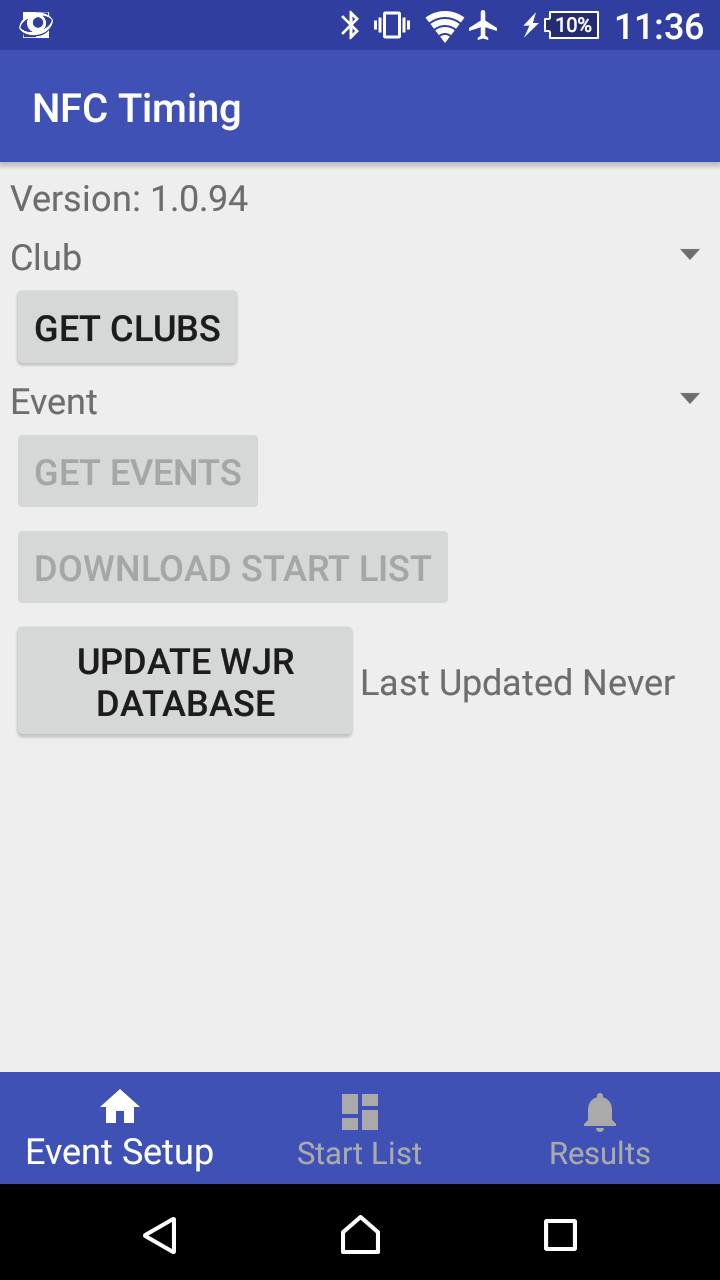 10% 11:36
NFC Timing
Version: 1.0.94
Club
GET CLUBS
Event
GET EVENTS
DOWNLOAD START LIST
UPDATE WJR
DATABASE
Last Updated Never
Event Setup
Start List
Results